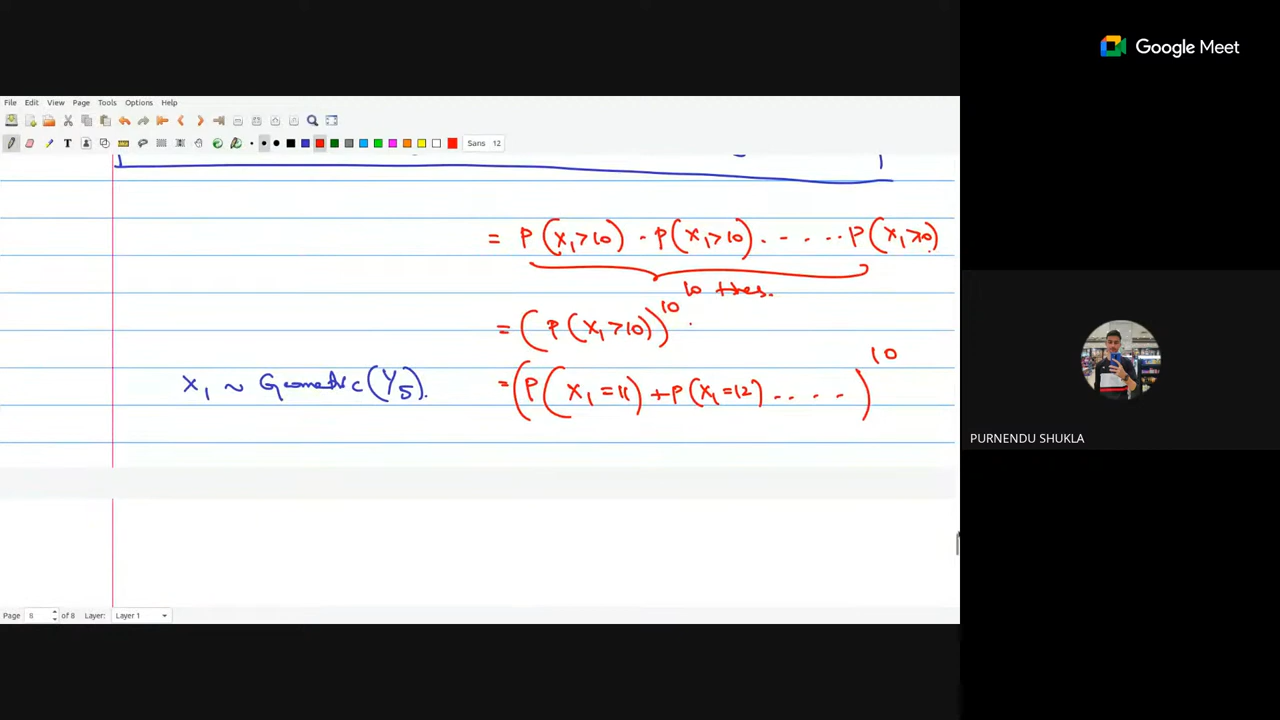 Google Meet
File Edit View Page Tools Options Help
Sans 12
= P(X₁>10) · P(X₁>10) · - - · · · P(X₁>10)
10 times.
= (P(X₁>10))¹⁰ .
X₁ ~ Geometric(1/5). = (P(X₁=11) + P(X₁=12) . . . . )¹⁰
PURNENDU SHUKLA
Page 8 of 8 Layer: Layer 1